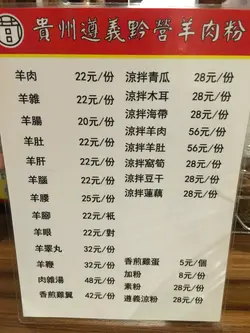 貴州遵義黔營羊肉粉
羊肉 22元/份
羊雜 22元/份
羊腸 20元/份
羊肚 22元/份
羊肝 22元/份
羊腦 22元/份
羊腰 25元/份
羊腳 22元/衹
羊眼 22元/對
羊睪丸 32元/份
羊鞭 32元/份
肉雜湯 48元/份
香煎雞翼 42元/份
涼拌青瓜 28元/份
涼拌木耳 28元/份
涼拌海帶 28元/份
涼拌羊肉 56元/份
涼拌羊肚 56元/份
涼拌窩筍 28元/份
涼拌豆干 28元/份
涼拌蓮藕 28元/份
香煎雞蛋 5元/個
加粉 8元/份
素粉 28元/份
遵義涼粉 28元/份